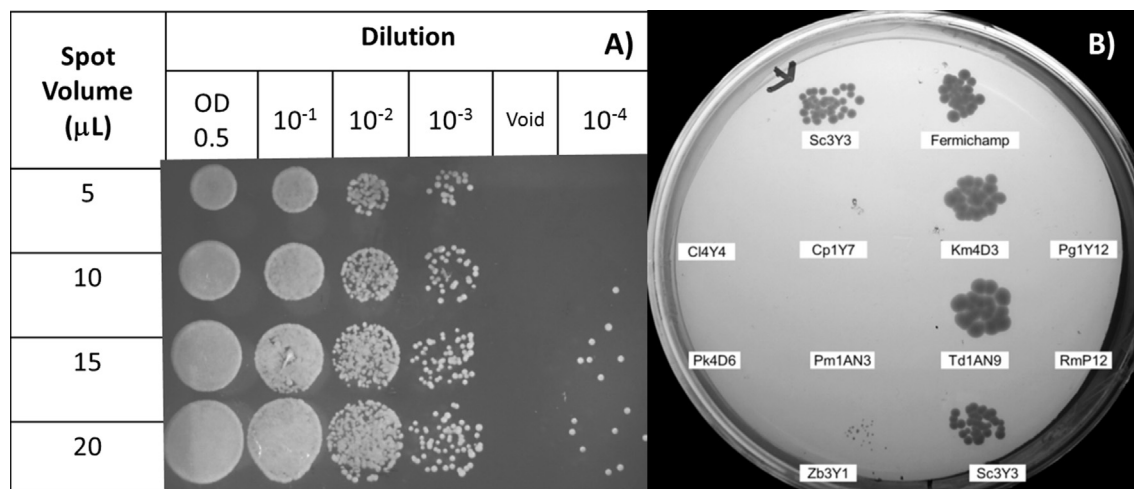 Spot Volume (μL)
Dilution
A)
OD 0.5
10⁻¹
10⁻²
10⁻³
Void
10⁻⁴
5
10
15
20
B)
Sc3Y3
Fermichamp
Cl4Y4
Cp1Y7
Km4D3
Pg1Y12
Pk4D6
Pm1AN3
Td1AN9
RmP12
Zb3Y1
Sc3Y3